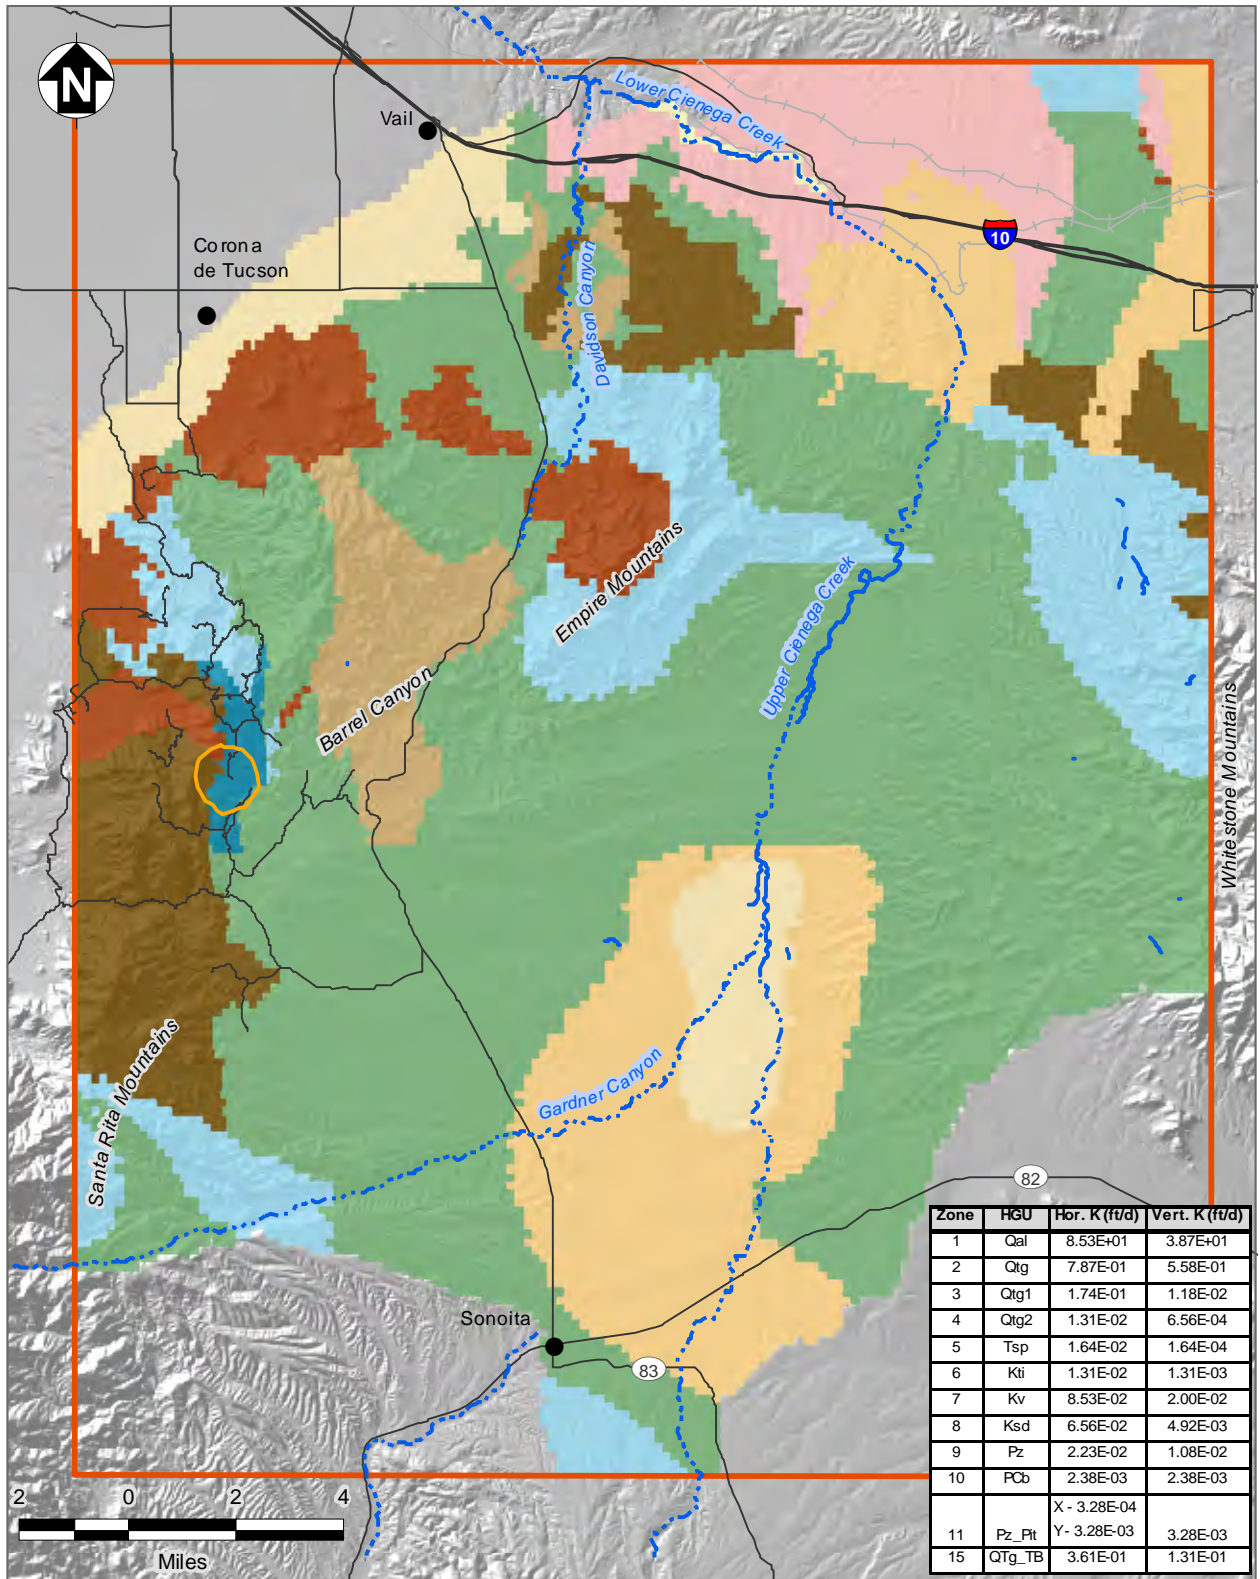 N
Vail
Lower Cienega Creek
10
Corona
de Tucson
Davidson Canyon
Empire Mountains
Upper Cienega Creek
Barrel Canyon
Whitestone Mountains
Santa Rita Mountains
Gardner Canyon
82
Sonoita
83
Zone HGU Hor. K (ft/d) Vert. K (ft/d)
1 Qal 8.53E+01 3.87E+01
2 Qtg 7.87E-01 5.58E-01
3 Qtg1 1.74E-01 1.18E-02
4 Qtg2 1.31E-02 6.56E-04
5 Tsp 1.64E-02 1.64E-04
6 Kti 1.31E-02 1.31E-03
7 Kv 8.53E-02 2.00E-02
8 Ksd 6.56E-02 4.92E-03
9 Pz 2.23E-02 1.08E-02
10 PCb 2.38E-03 2.38E-03
X - 3.28E-04
11 Pz_Pit Y- 3.28E-03 3.28E-03
15 QTg_TB 3.61E-01 1.31E-01
2 0 2 4
Miles